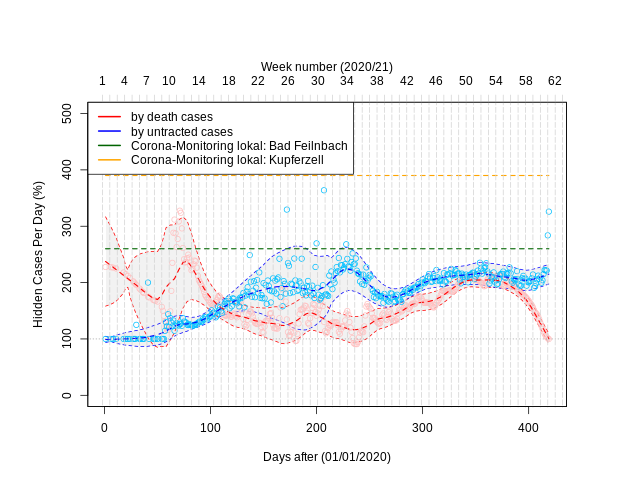 Week number (2020/21)
1 4 7 10 14 18 22 26 30 34 38 42 46 50 54 58 62
by death cases
by untracted cases
Corona-Monitoring lokal: Bad Feilnbach
Corona-Monitoring lokal: Kupferzell
Hidden Cases Per Day (%)
500
400
300
200
100
0
0 100 200 300 400
Days after (01/01/2020)